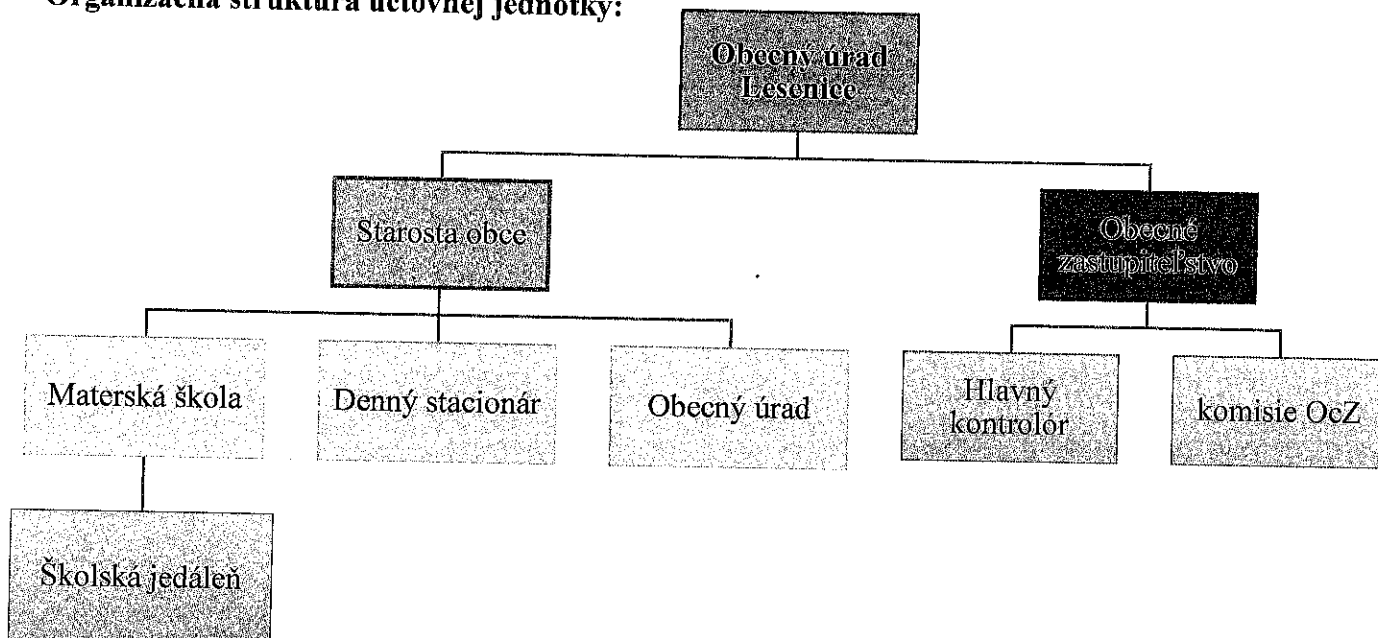 Organizačná štruktúra účtovnej jednotky:
Obecný úrad
Lesenice
Starosta obce
Obecné
zastupiteľstvo
Materská škola
Denný stacionár
Obecný úrad
Hlavný
kontrolór
komisie OcZ
Školská jedáleň